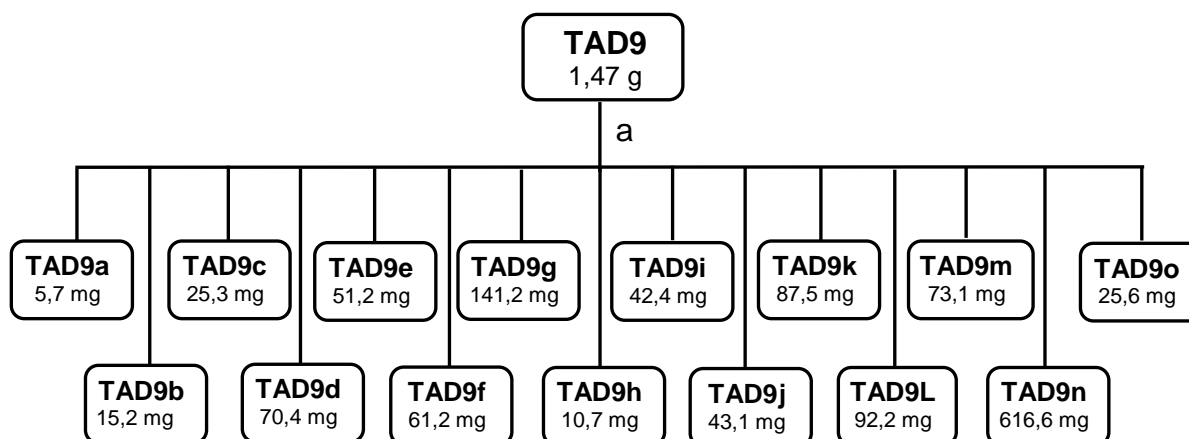 TAD9
1,47 g
a
TAD9a
5,7 mg
TAD9c
25,3 mg
TAD9e
51,2 mg
TAD9g
141,2 mg
TAD9i
42,4 mg
TAD9k
87,5 mg
TAD9m
73,1 mg
TAD9o
25,6 mg
TAD9b
15,2 mg
TAD9d
70,4 mg
TAD9f
61,2 mg
TAD9h
10,7 mg
TAD9j
43,1 mg
TAD9L
92,2 mg
TAD9n
616,6 mg